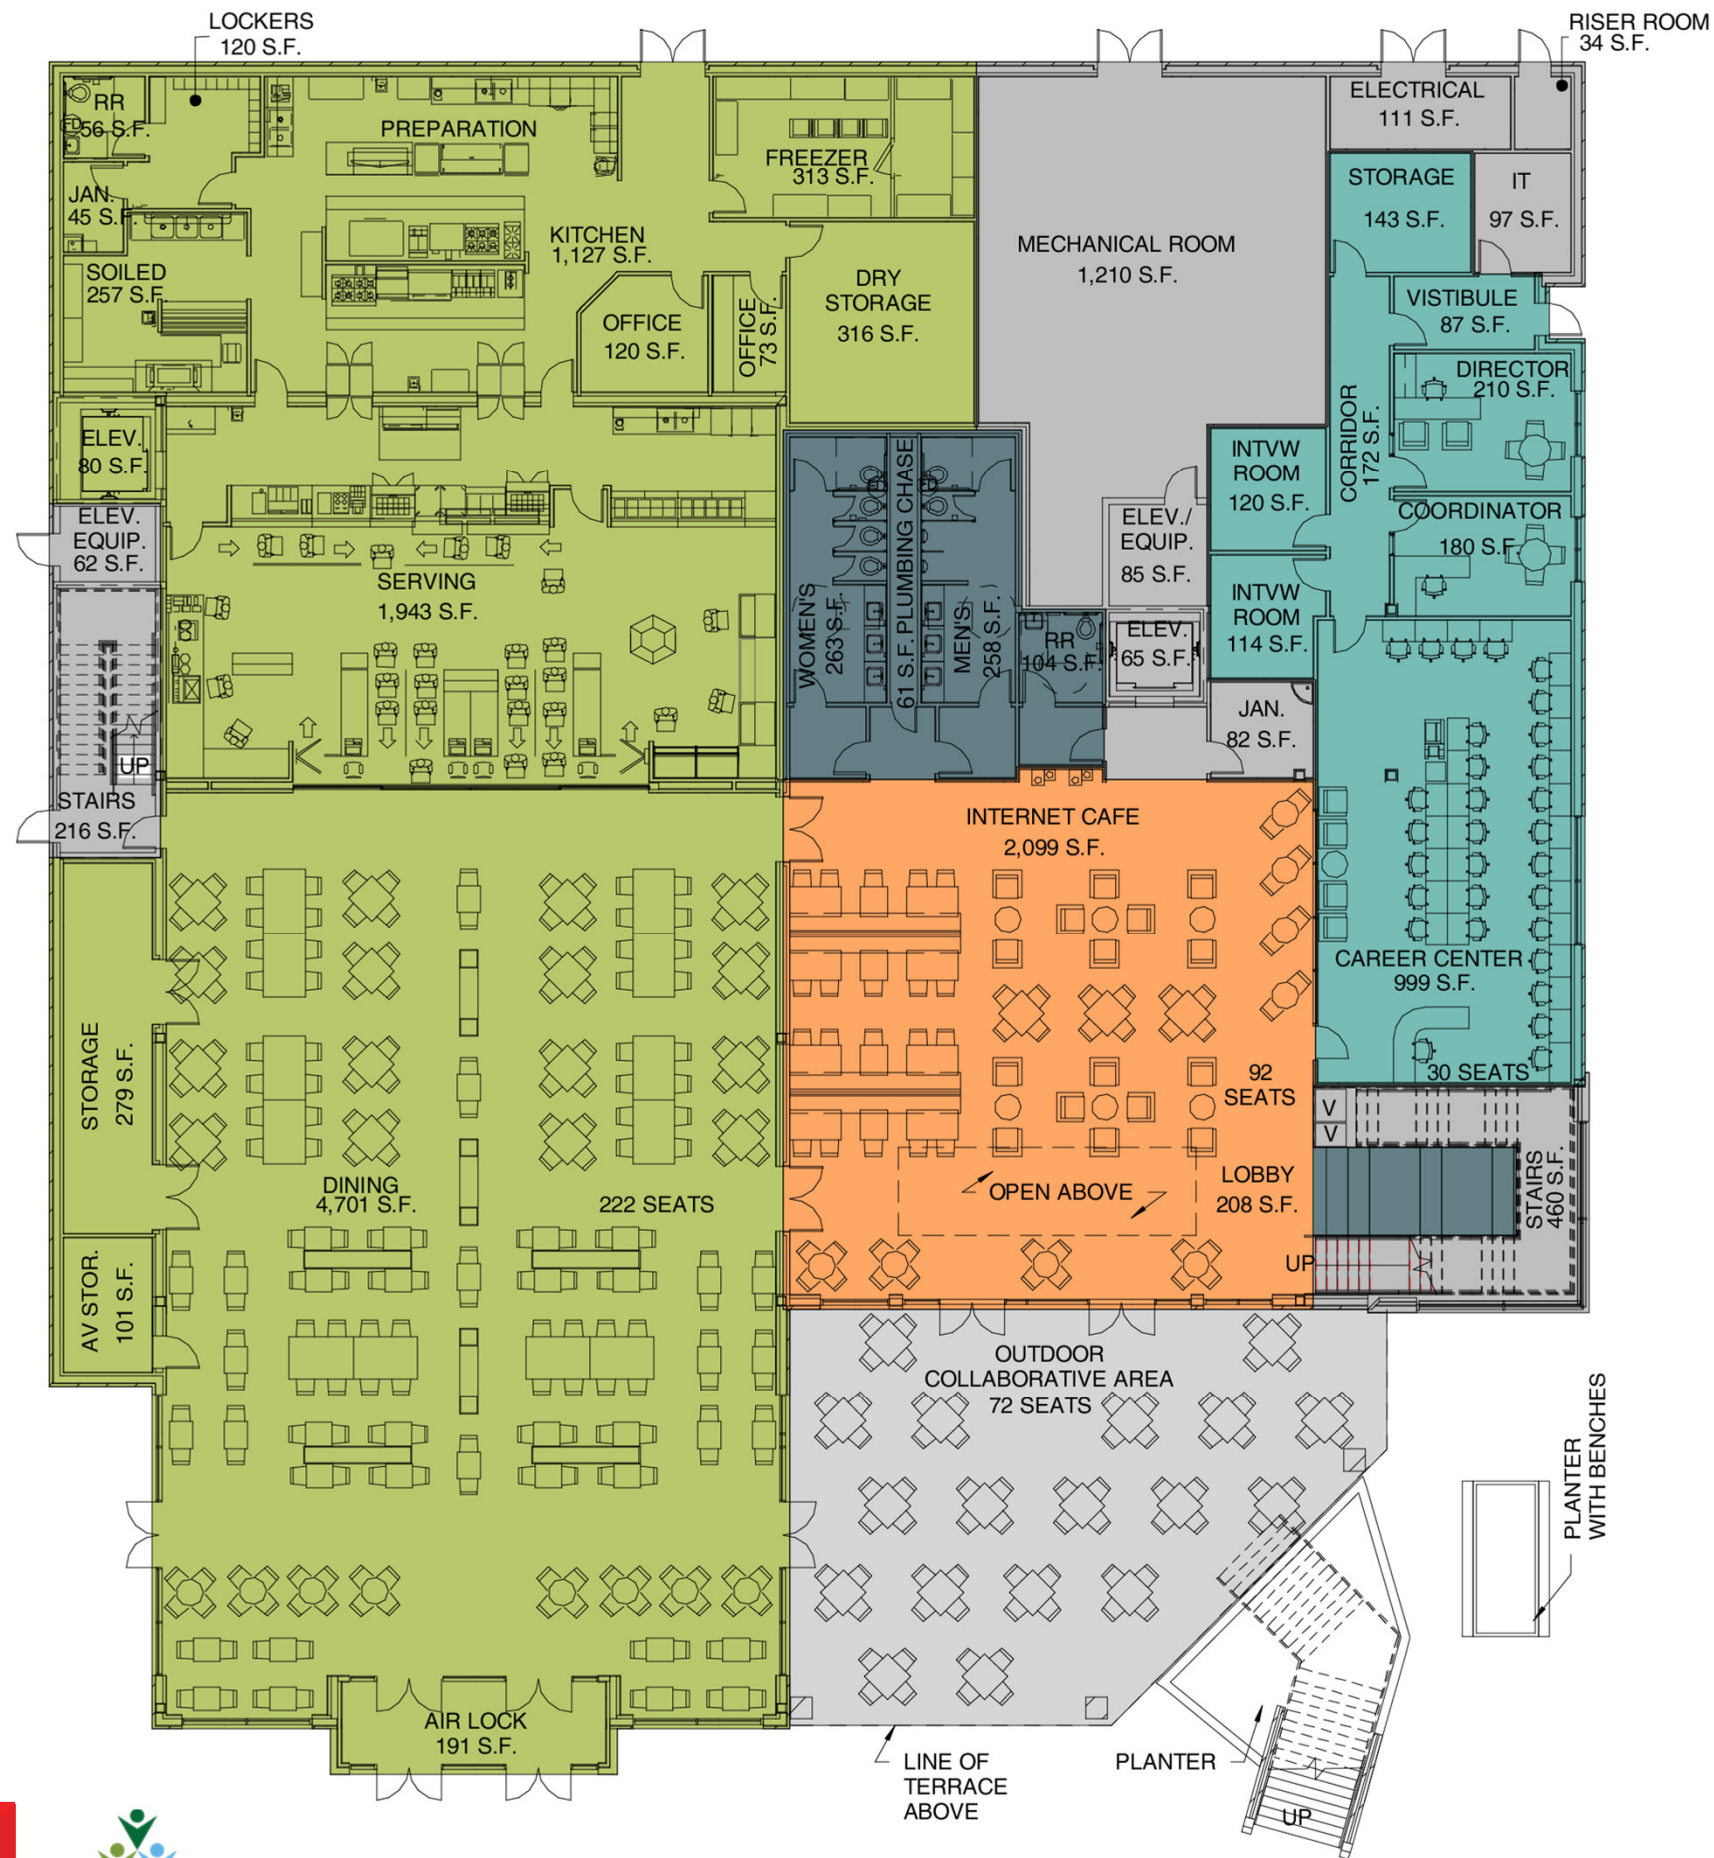 LOCKERS
120 S.F.
RISER ROOM
34 S.F.
RR
56 S.F.
FD
PREPARATION
FREEZER
313 S.F.
ELECTRICAL
111 S.F.
JAN.
45 S.F.
STORAGE
143 S.F.
IT
97 S.F.
KITCHEN
1,127 S.F.
MECHANICAL ROOM
1,210 S.F.
SOILED
257 S.F.
DRY
STORAGE
316 S.F.
OFFICE
120 S.F.
OFFICE
73 S.F.
VISTIBULE
87 S.F.
DIRECTOR
210 S.F.
CORRIDOR
172 S.F.
ELEV.
80 S.F.
INTVW
ROOM
120 S.F.
ELEV.
EQUIP.
62 S.F.
ELEV./
EQUIP.
85 S.F.
COORDINATOR
180 S.F.
SERVING
1,943 S.F.
WOMEN'S
263 S.F.
61 S.F. PLUMBING CHASE
MEN'S
258 S.F.
RR
104 S.F.
ELEV.
65 S.F.
INTVW
ROOM
114 S.F.
JAN.
82 S.F.
UP
STAIRS
216 S.F.
INTERNET CAFE
2,099 S.F.
CAREER CENTER
999 S.F.
30 SEATS
STORAGE
279 S.F.
92
SEATS
V
V
DINING
4,701 S.F.
222 SEATS
OPEN ABOVE
LOBBY
208 S.F.
STAIRS
460 S.F.
UP
AV STOR.
101 S.F.
OUTDOOR
COLLABORATIVE AREA
72 SEATS
PLANTER
WITH BENCHES
AIR LOCK
191 S.F.
LINE OF
TERRACE
ABOVE
PLANTER
UP